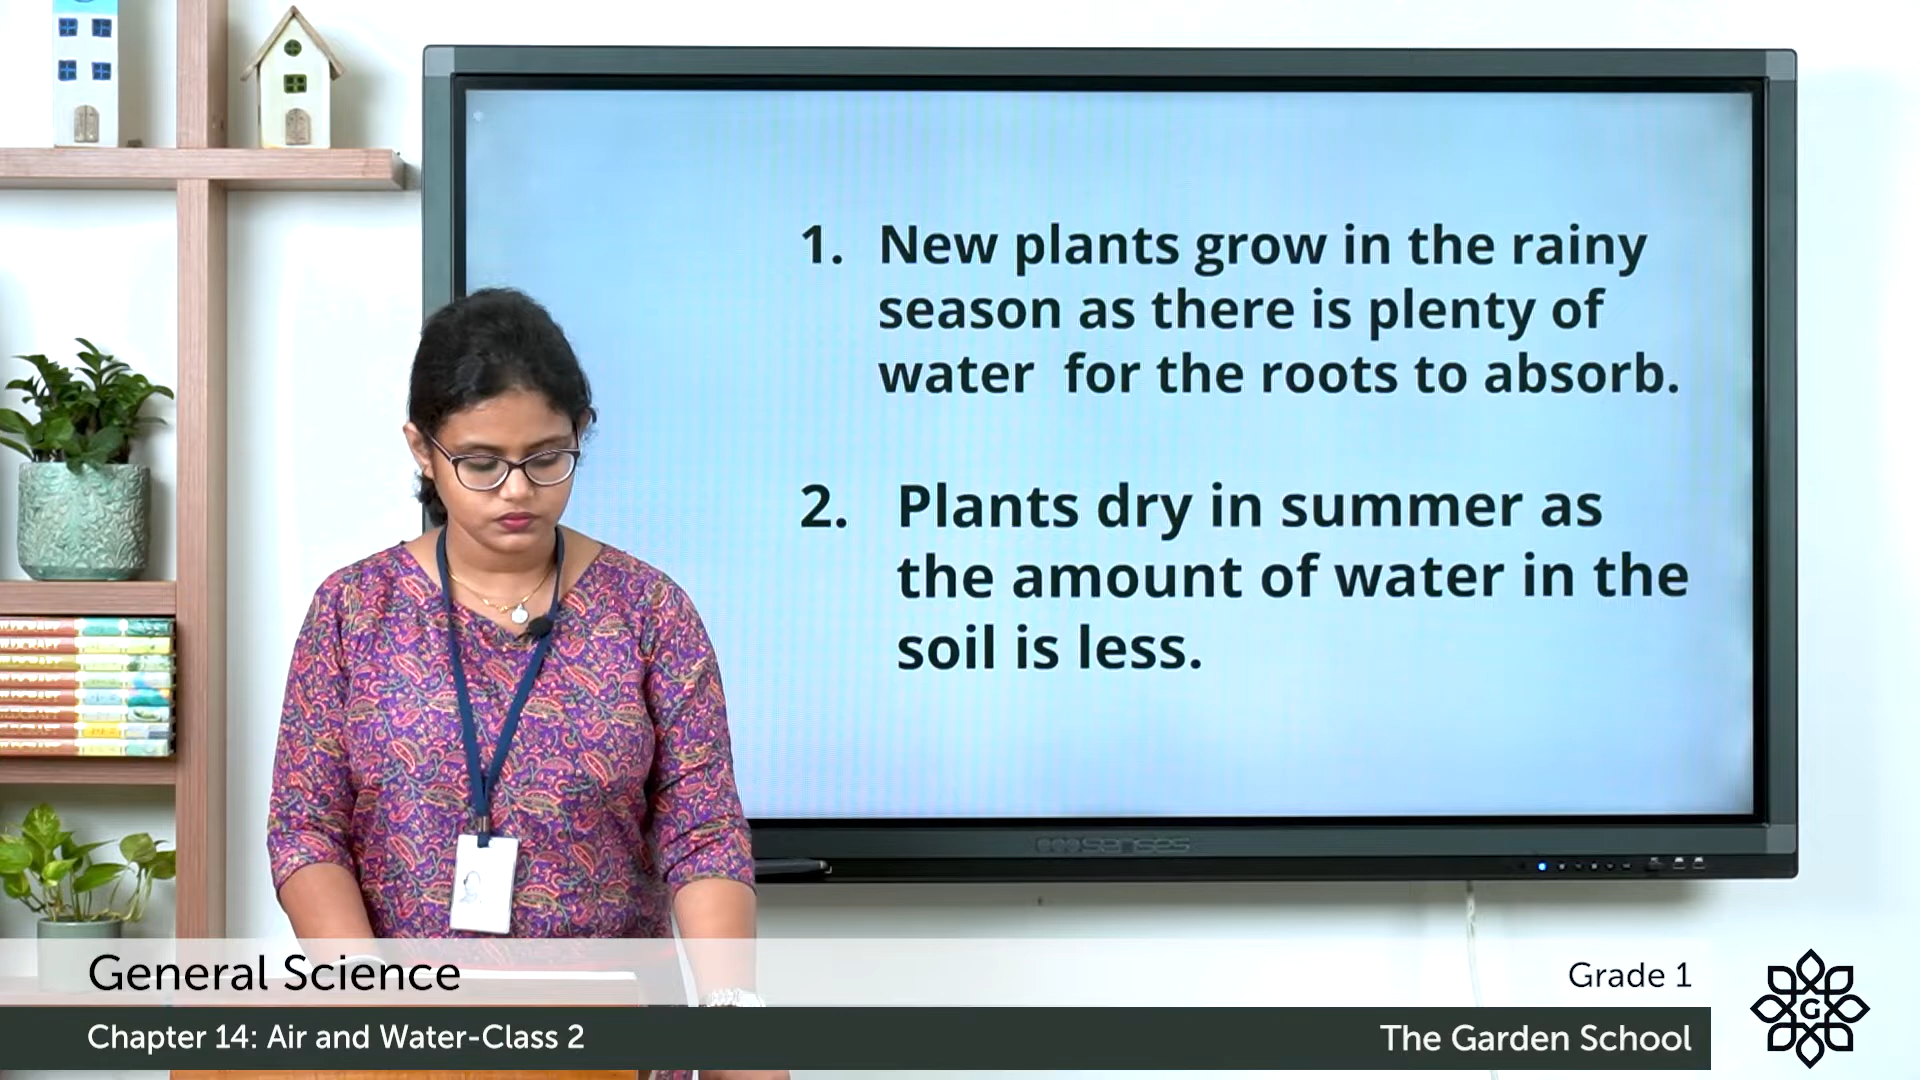 1. New plants grow in the rainy
season as there is plenty of
water for the roots to absorb.
2. Plants dry in summer as
the amount of water in the
soil is less.
senses
General Science
Grade 1
Chapter 14: Air and Water-Class 2
The Garden School
G